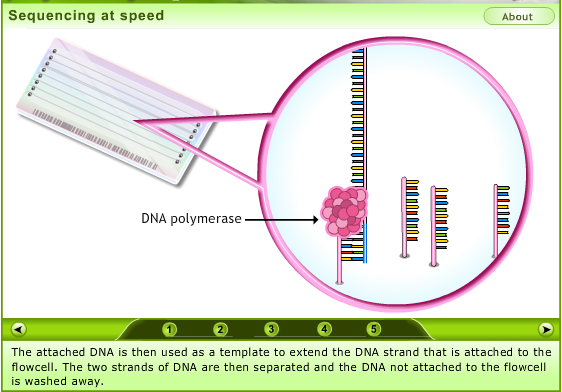 Sequencing at speed
About
DNA polymerase
1 2 3 4 5
The attached DNA is then used as a template to extend the DNA strand that is attached to the
flowcell. The two strands of DNA are then separated and the DNA not attached to the flowcell
is washed away.